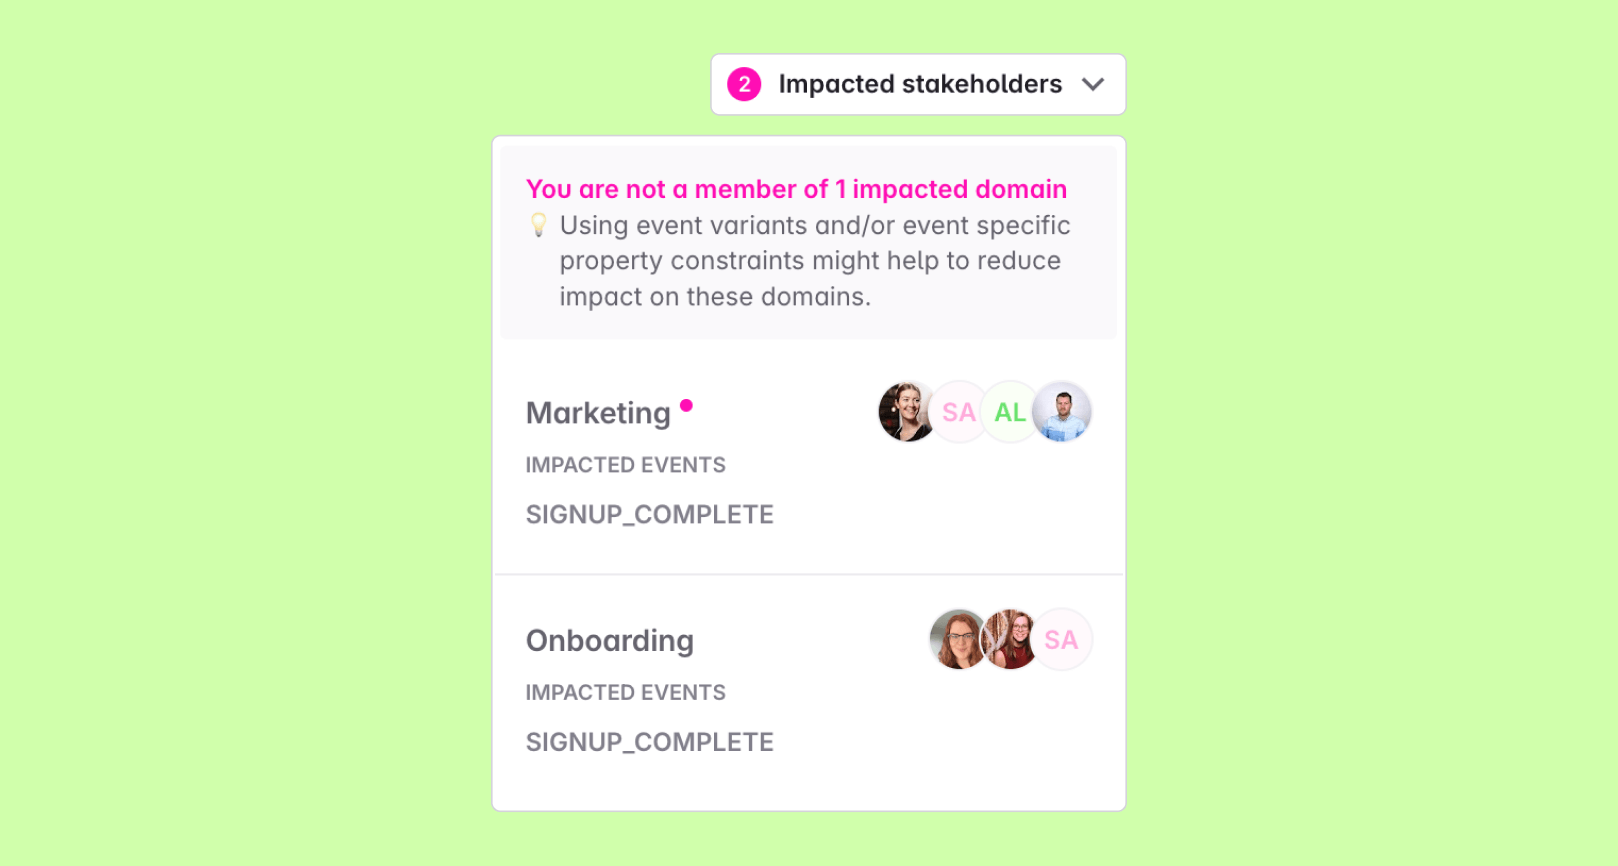 2 Impacted stakeholders
You are not a member of 1 impacted domain
Using event variants and/or event specific
property constraints might help to reduce
impact on these domains.
Marketing
SA AL
IMPACTED EVENTS
SIGNUP_COMPLETE
Onboarding
SA
IMPACTED EVENTS
SIGNUP_COMPLETE